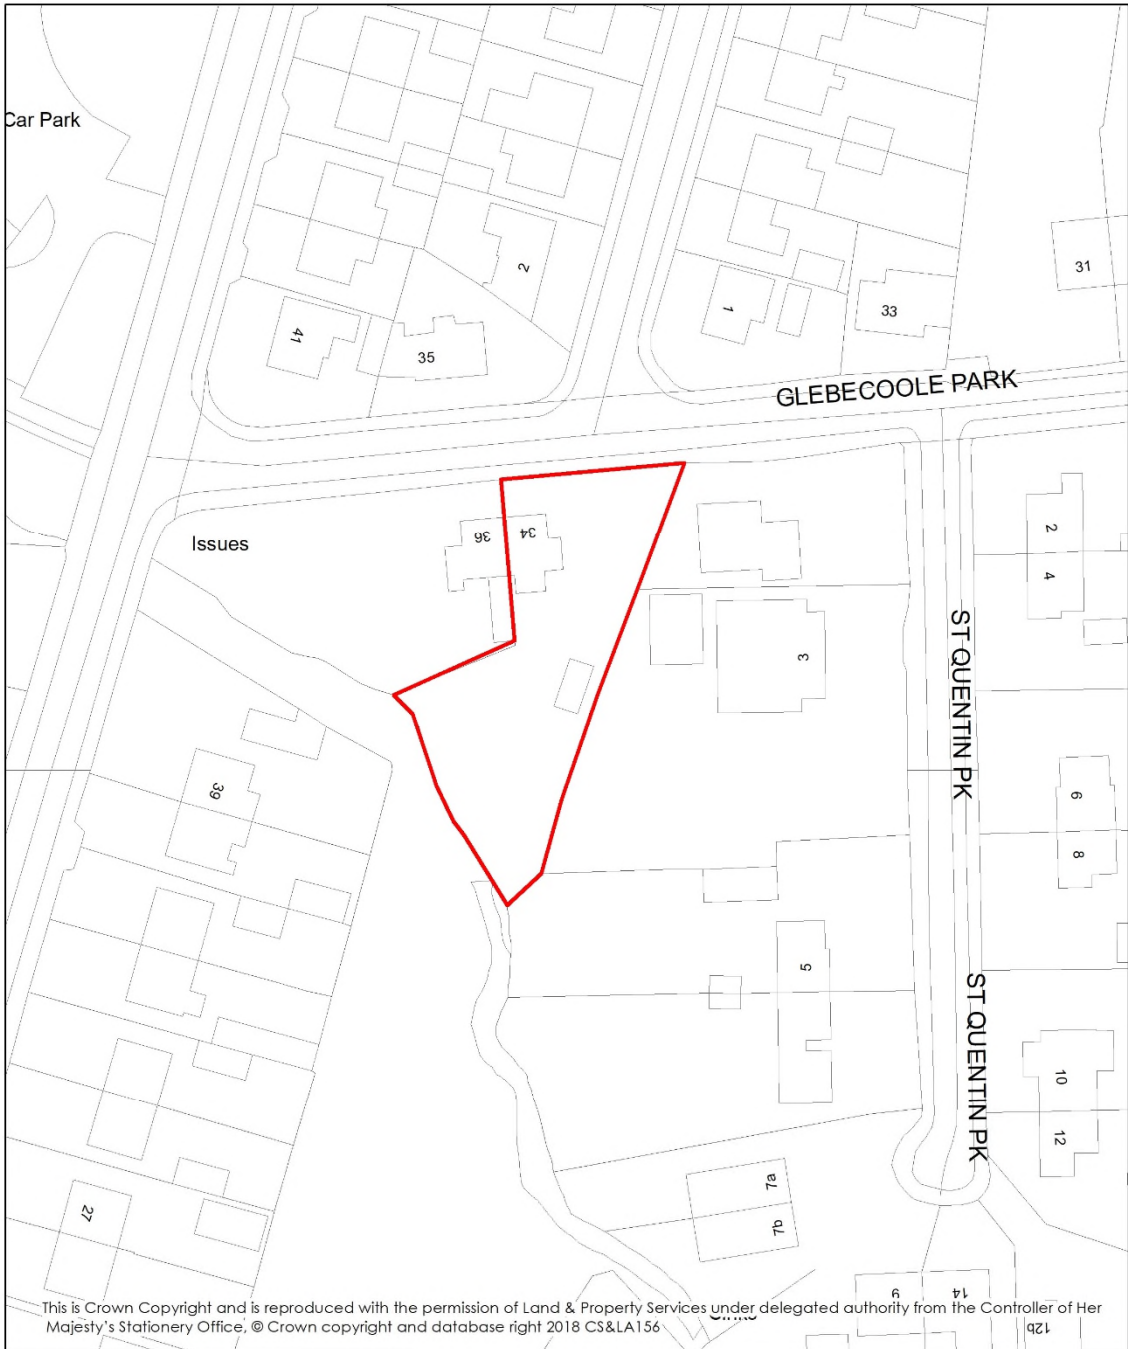 Car Park
2
31
1
33
41
35
GLEBECOOLE PARK
36
34
2
Issues
4
3
ST QUENTIN PK
39
6
8
5
ST QUENTIN PK
10
12
7a
27
7b
9
14
This is Crown Copyright and is reproduced with the permission of Land & Property Services under delegated authority from the Controller of Her
Majesty's Stationery Office, © Crown copyright and database right 2018 CS&LA156
12b